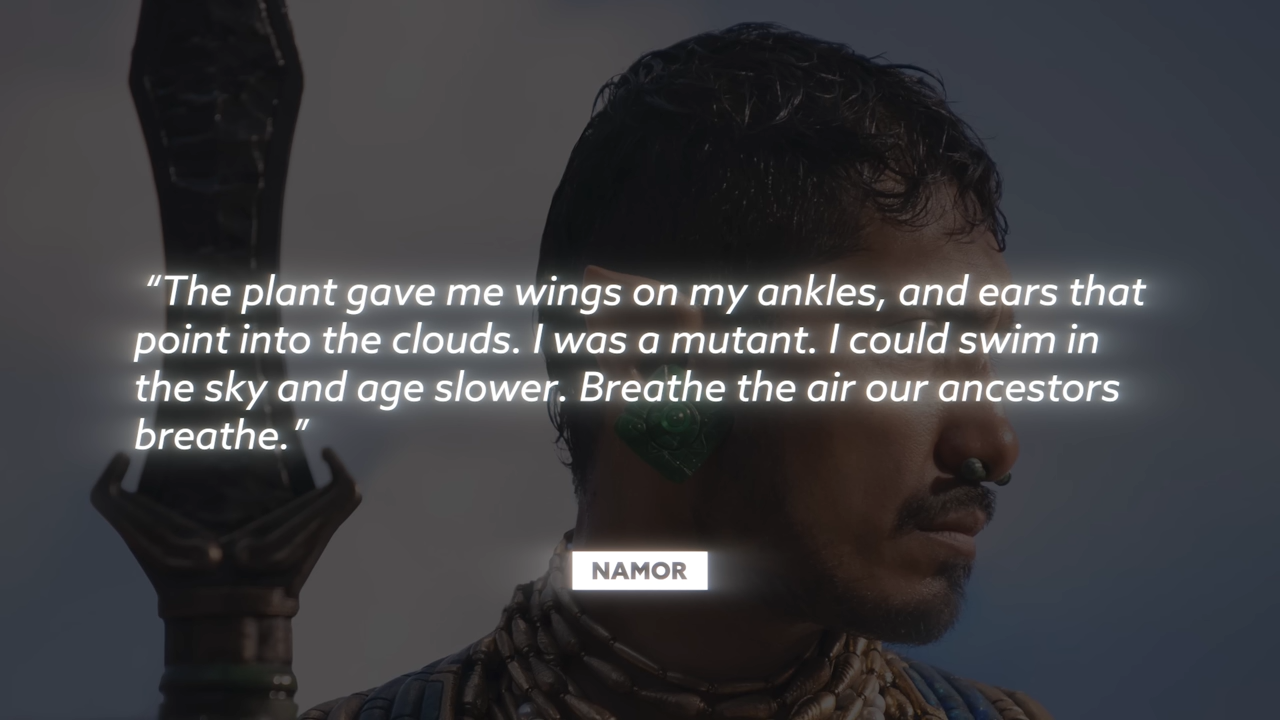 “The plant gave me wings on my ankles, and ears that
point into the clouds. I was a mutant. I could swim in
the sky and age slower. Breathe the air our ancestors
breathe.”
NAMOR